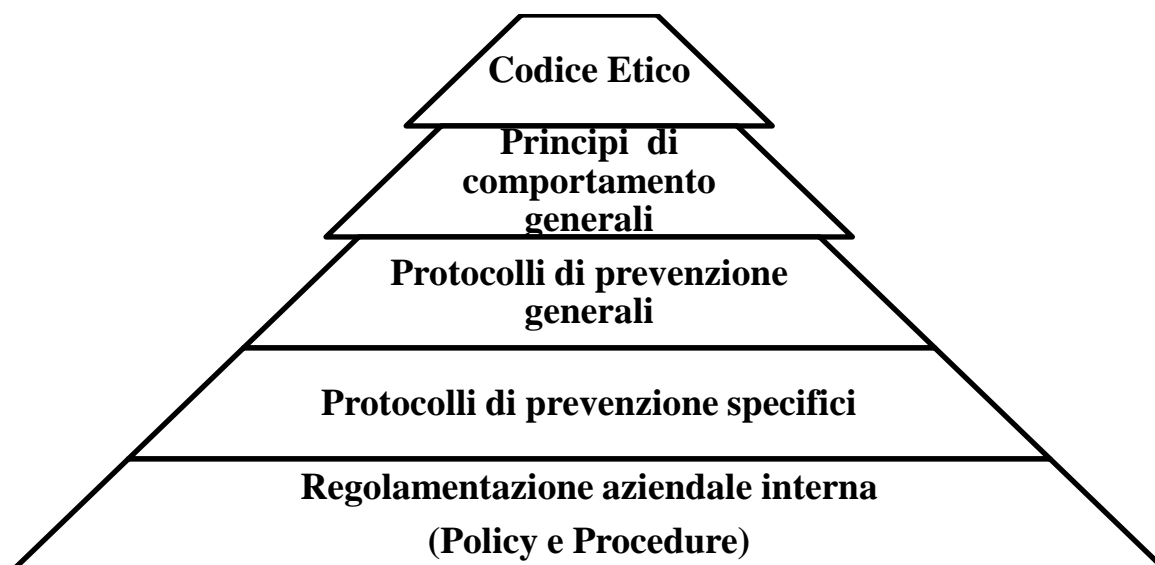 Codice Etico
Principi di
comportamento
generali
Protocolli di prevenzione
generali
Protocolli di prevenzione specifici
Regolamentazione aziendale interna
(Policy e Procedure)